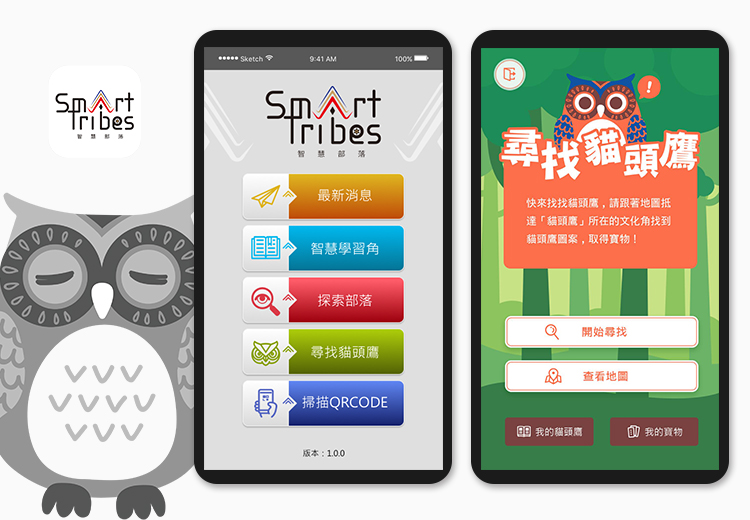 Smart
Tribes
智慧部落
Sketch
9:41 AM
100%
Smart
Tribes
智慧部落
最新消息
智慧學習角
探索部落
尋找貓頭鷹
掃描QRCODE
版本：1.0.0
!
尋找貓頭鷹
快來找找貓頭鷹，請跟著地圖抵
達「貓頭鷹」所在的文化角找到
貓頭鷹圖案，取得寶物！
開始尋找
查看地圖
我的貓頭鷹
我的寶物